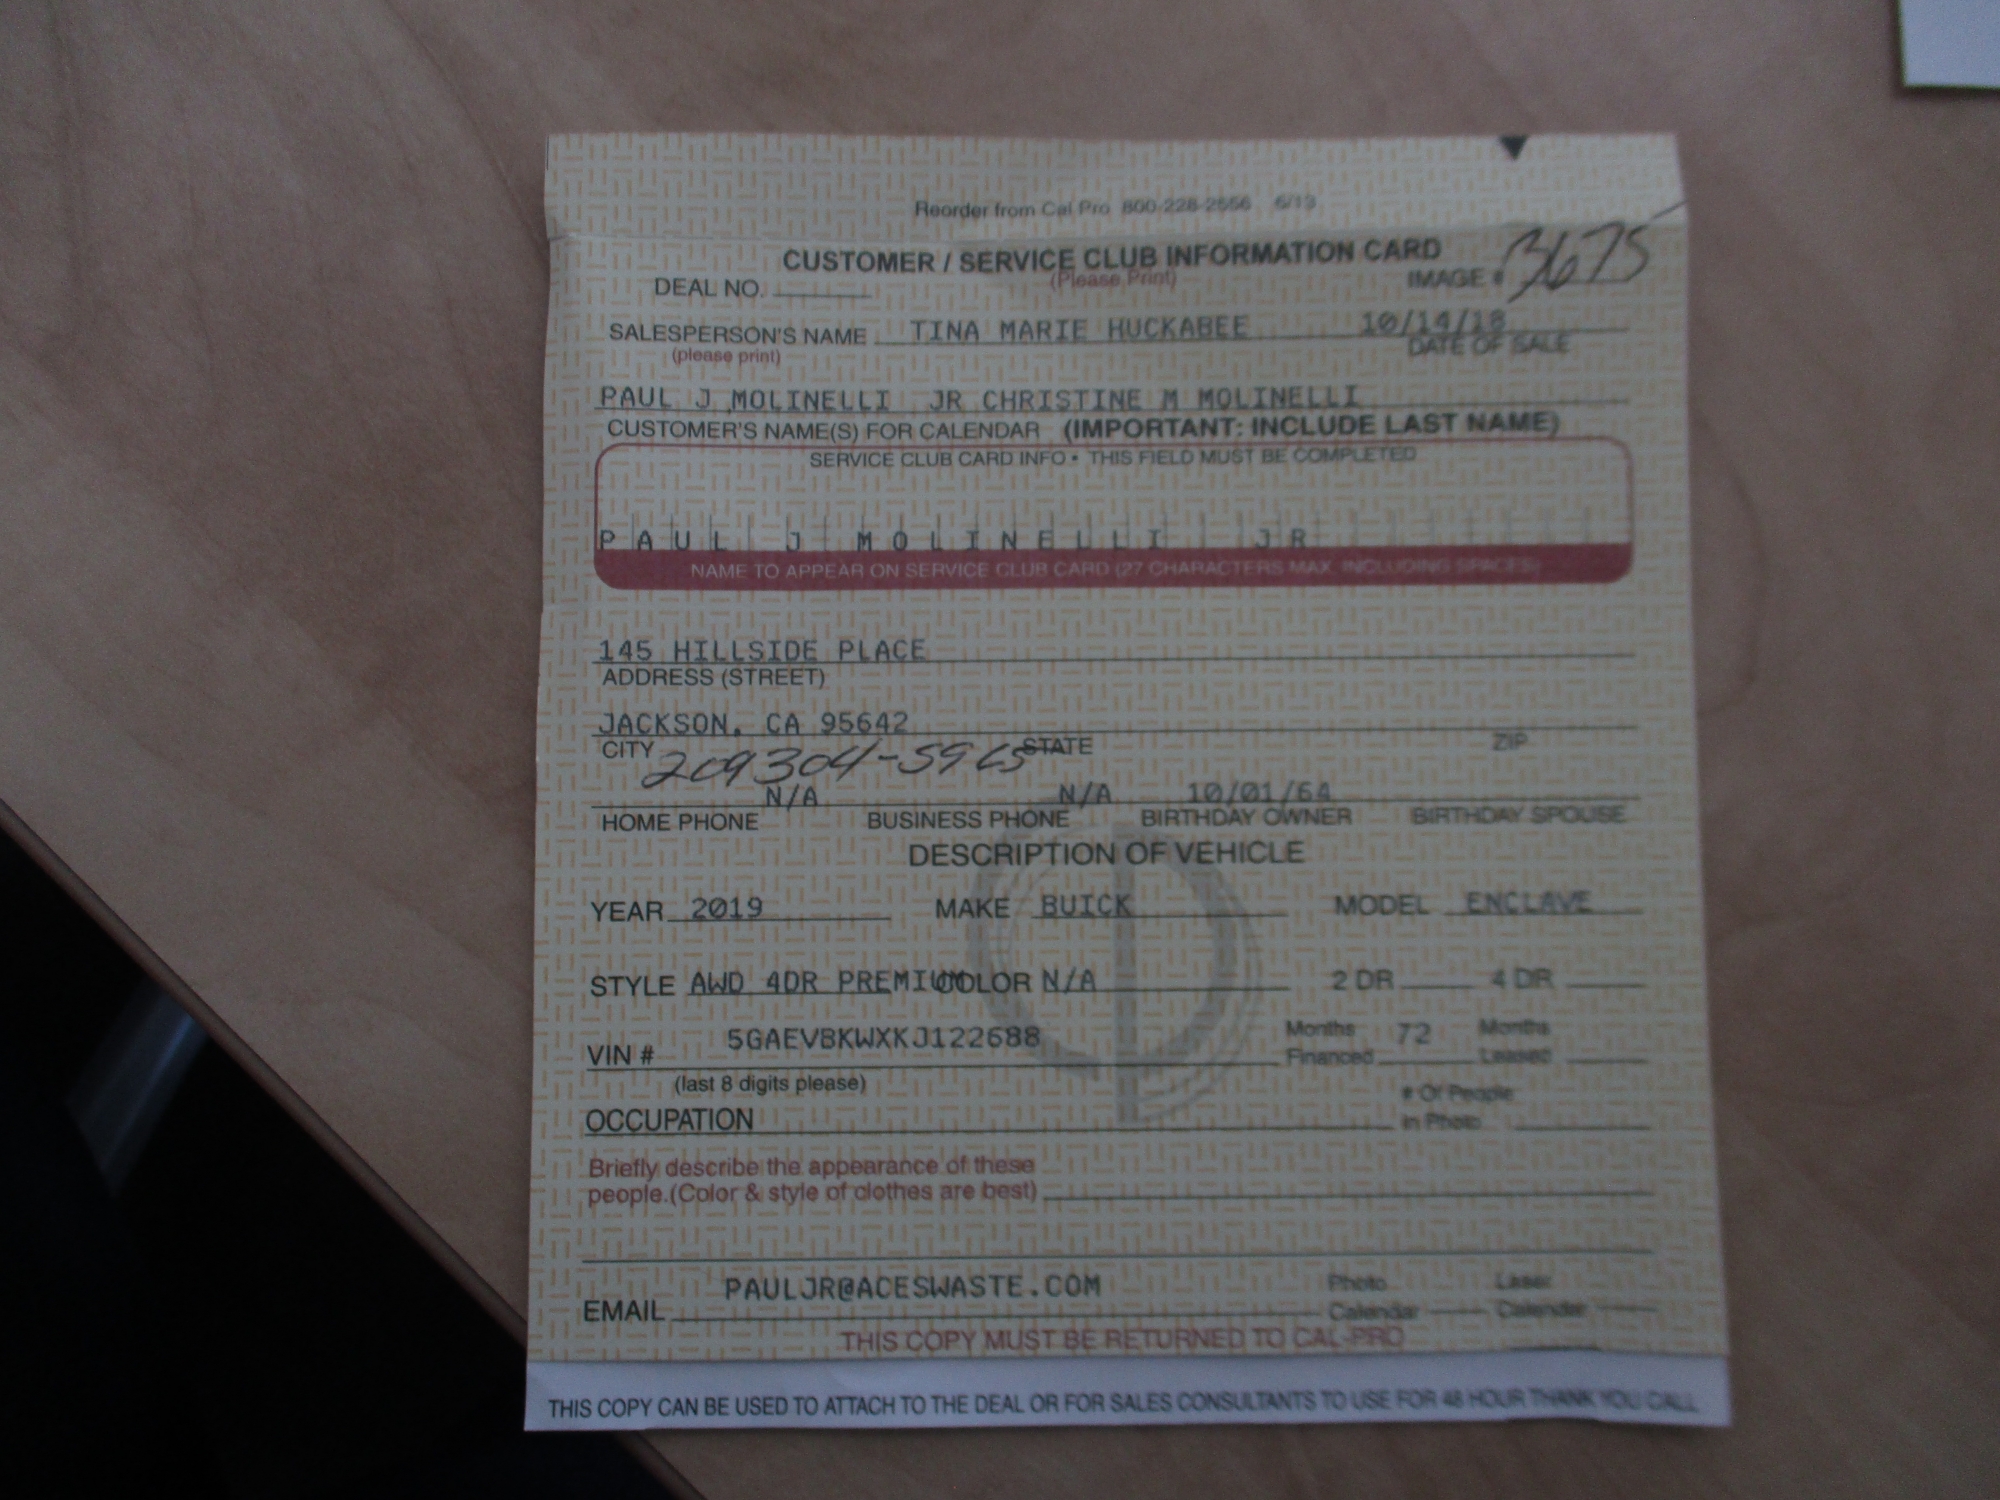 Reorder from Cal Pro 800-228-2556 6/13
CUSTOMER / SERVICE CLUB INFORMATION CARD
(Please Print)
DEAL NO. IMAGE # 3675
SALESPERSON'S NAME TINA MARIE HUCKABEE 10/14/18
(please print) DATE OF SALE
PAUL J MOLINELLI JR CHRISTINE M MOLINELLI
CUSTOMER'S NAME(S) FOR CALENDAR (IMPORTANT: INCLUDE LAST NAME)
SERVICE CLUB CARD INFO • THIS FIELD MUST BE COMPLETED
PAUL J MOLINELLI JR
NAME TO APPEAR ON SERVICE CLUB CARD (27 CHARACTERS MAX. INCLUDING SPACES)
145 HILLSIDE PLACE
ADDRESS (STREET)
JACKSON, CA 95642
CITY STATE ZIP
209 304-5965
N/A N/A 10/01/64
HOME PHONE BUSINESS PHONE BIRTHDAY OWNER BIRTHDAY SPOUSE
DESCRIPTION OF VEHICLE
YEAR 2019 MAKE BUICK MODEL ENCLAVE
STYLE AWD 4DR PREMIUM COLOR N/A 2 DR 4 DR
VIN # 5GAEVBKWXKJ122688 Months Financed 72 Months Leased
(last 8 digits please)
OCCUPATION # Of People in Photo
Briefly describe the appearance of these
people.(Color & style of clothes are best)
EMAIL PAULJR@ACESWASTE.COM Photo Calendar Laser Calendar
THIS COPY MUST BE RETURNED TO CAL-PRO
THIS COPY CAN BE USED TO ATTACH TO THE DEAL OR FOR SALES CONSULTANTS TO USE FOR 48 HOUR THANK YOU CALL